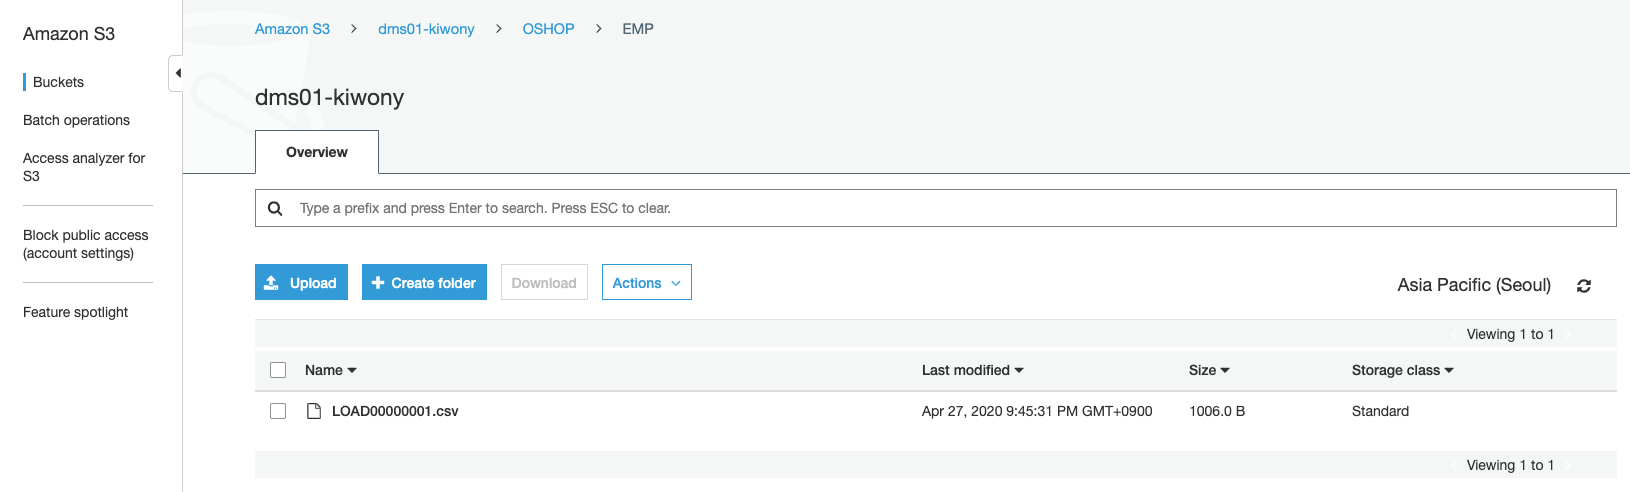 Amazon S3
Buckets
Batch operations
Access analyzer for
S3
Block public access
(account settings)
Feature spotlight
Amazon S3 > dms01-kiwony > OSHOP > EMP
dms01-kiwony
Overview
Type a prefix and press Enter to search. Press ESC to clear.
Upload + Create folder Download Actions
Asia Pacific (Seoul)
Viewing 1 to 1
Name Last modified Size Storage class
LOAD00000001.csv Apr 27, 2020 9:45:31 PM GMT+0900 1006.0 B Standard
Viewing 1 to 1